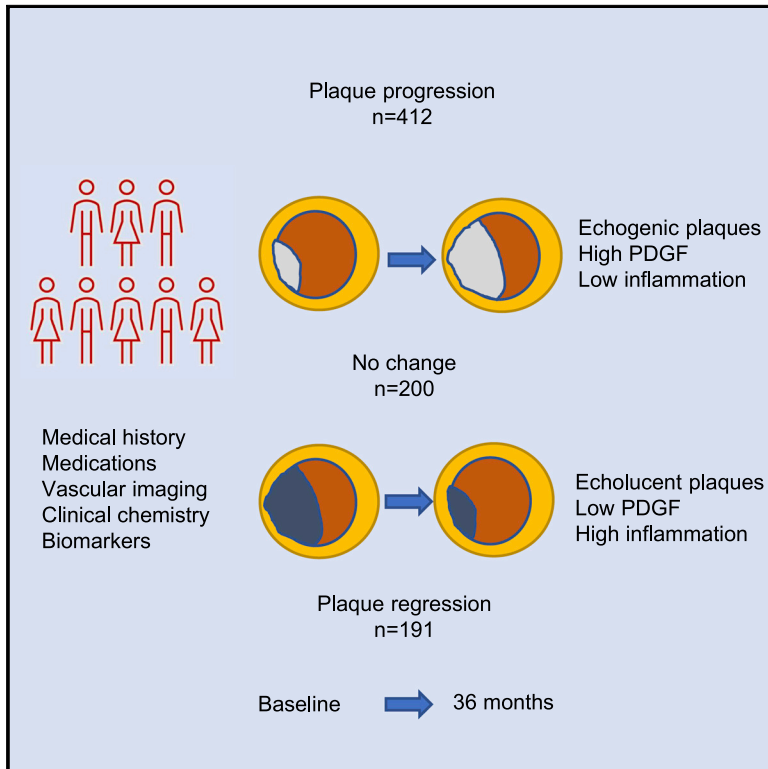 Plaque progression
n=412
Echogenic plaques
High PDGF
Low inflammation
No change
n=200
Medical history
Medications
Vascular imaging
Clinical chemistry
Biomarkers
Echolucent plaques
Low PDGF
High inflammation
Plaque regression
n=191
Baseline
36 months